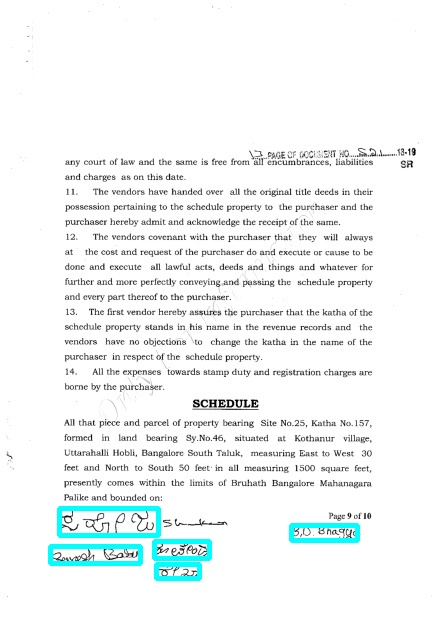 13 PAGE OF DOCUMENT NO. 521 18-19
SR
any court of law and the same is free from all encumbrances, liabilities
and charges as on this date.
11. The vendors have handed over all the original title deeds in their
possession pertaining to the schedule property to the purchaser and the
purchaser hereby admit and acknowledge the receipt of the same.
12. The vendors covenant with the purchaser that they will always
at the cost and request of the purchaser do and execute or cause to be
done and execute all lawful acts, deeds and things and whatever for
further and more perfectly conveying and passing the schedule property
and every part thereof to the purchaser.
13. The first vendor hereby assures the purchaser that the katha of the
schedule property stands in his name in the revenue records and the
vendors have no objections to change the katha in the name of the
purchaser in respect of the schedule property.
14. All the expenses towards stamp duty and registration charges are
borne by the purchaser.
SCHEDULE
All that piece and parcel of property bearing Site No.25, Katha No.157,
formed in land bearing Sy.No.46, situated at Kothanur village,
Uttarahalli Hobli, Bangalore South Taluk, measuring East to West 30
feet and North to South 50 feet in all measuring 1500 square feet,
presently comes within the limits of Bruhath Bangalore Mahanagara
Palike and bounded on:
Page 9 of 10
Babu